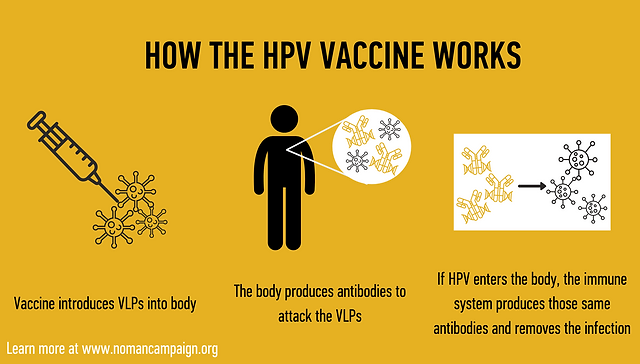 HOW THE HPV VACCINE WORKS
Vaccine introduces VLPs into body
The body produces antibodies to
attack the VLPs
If HPV enters the body, the immune
system produces those same
antibodies and removes the infection
Learn more at www.nomancampaign.org